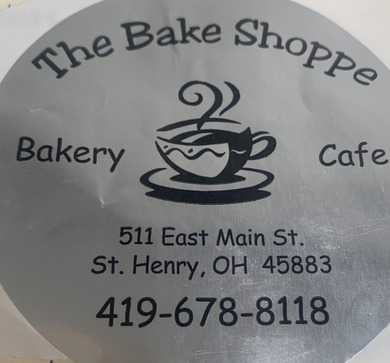 The Bake Shoppe
Bakery Cafe
511 East Main St.
St. Henry, OH 45883
419-678-8118